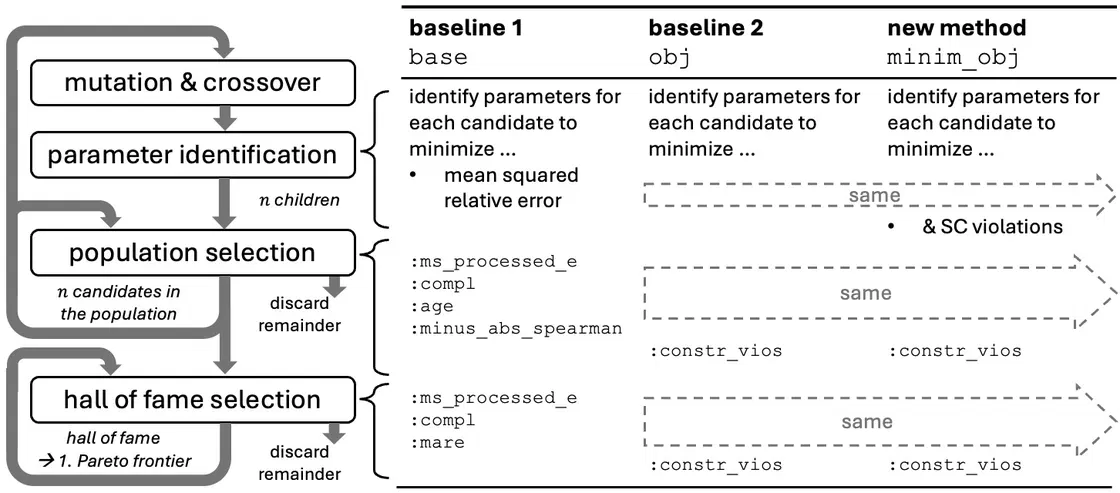 mutation & crossover
parameter identification
n children
population selection
n candidates in
the population
discard
remainder
hall of fame selection
hall of fame
→ 1. Pareto frontier
discard
remainder
baseline 1
base
baseline 2
obj
new method
minim_obj
identify parameters for
each candidate to
minimize ...
• mean squared
relative error
identify parameters for
each candidate to
minimize ...
identify parameters for
each candidate to
minimize ...
same
• & SC violations
:ms_processed_e
:compl
:age
:minus_abs_spearman
same
:constr_vios
:constr_vios
:ms_processed_e
:compl
:mare
same
:constr_vios
:constr_vios